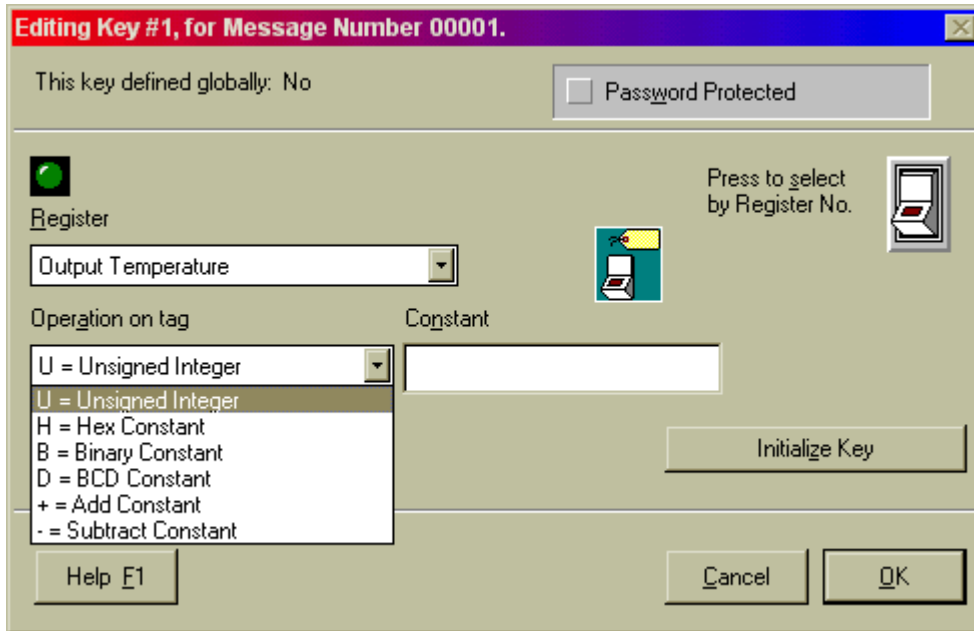 Editing Key #1, for Message Number 00001.
This key defined globally: No
Password Protected
Press to select
by Register No.
Register
Output Temperature
Operation on tag
Constant
U = Unsigned Integer
U = Unsigned Integer
H = Hex Constant
B = Binary Constant
D = BCD Constant
+ = Add Constant
- = Subtract Constant
Initialize Key
Help F1
Cancel
OK